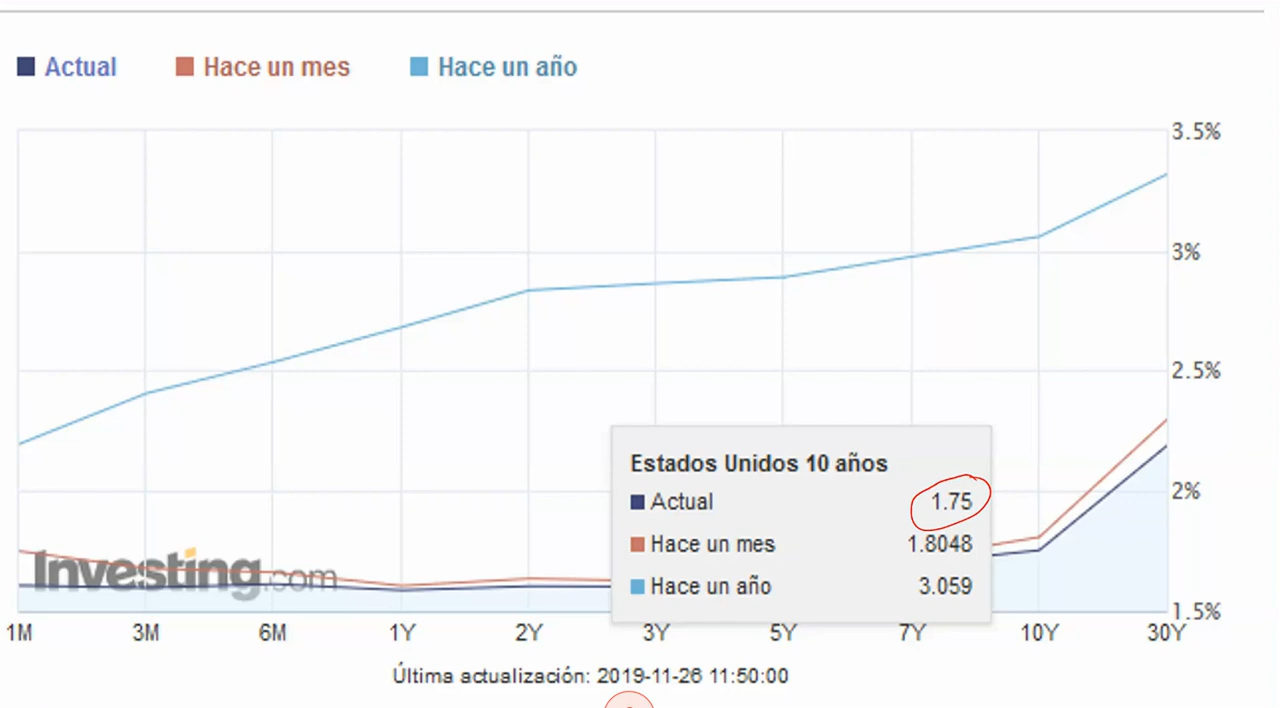 Actual Hace un mes Hace un año
3.5%
3%
2.5%
Estados Unidos 10 años
Actual 1.75
2%
Hace un mes 1.8048
Investing.com
Hace un año 3.059
1.5%
1M 3M 6M 1Y 2Y 3Y 5Y 7Y 10Y 30Y
Última actualización: 2019-11-26 11:50:00